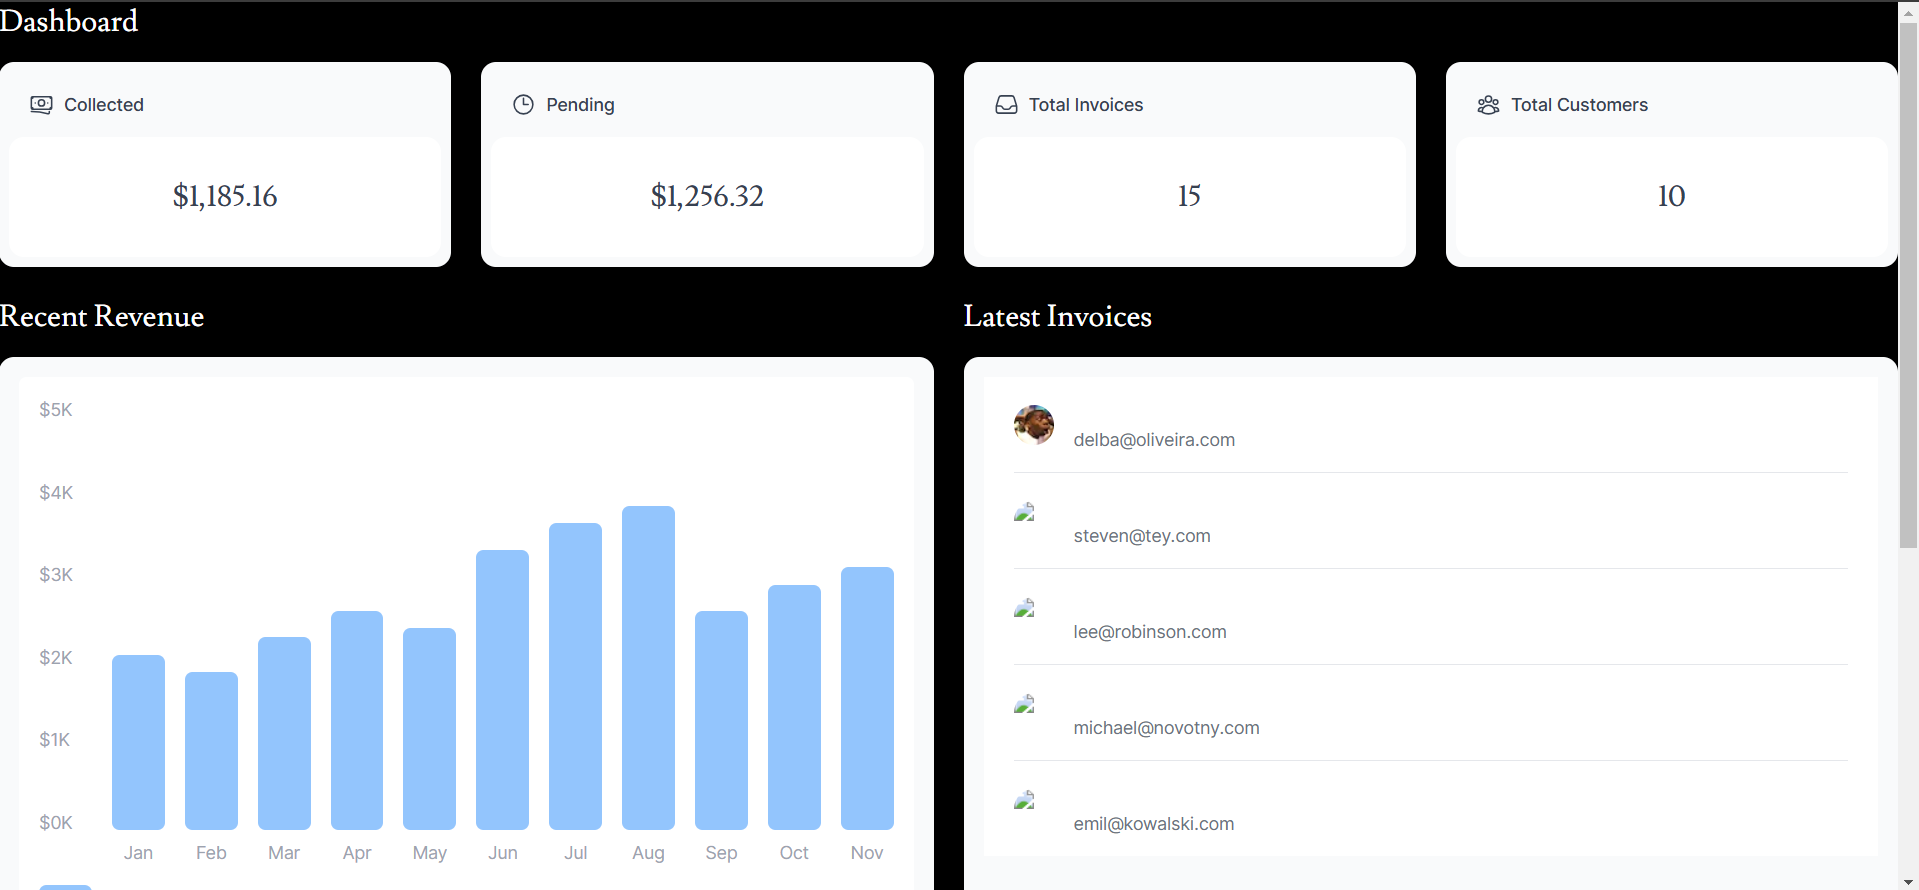 Dashboard
Collected
$1,185.16
Pending
$1,256.32
Total Invoices
15
Total Customers
10
Recent Revenue
$5K
$4K
$3K
$2K
$1K
$0K
Jan Feb Mar Apr May Jun Jul Aug Sep Oct Nov
Latest Invoices
delba@oliveira.com
steven@tey.com
lee@robinson.com
michael@novotny.com
emil@kowalski.com